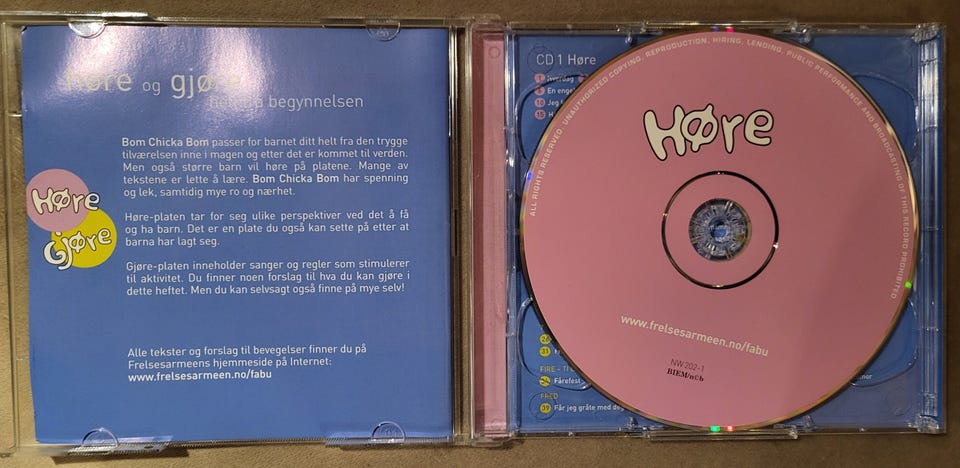 høre og gjøre
helt fra begynnelsen
Bom Chicka Bom passer for barnet ditt helt fra den trygge
tilværelsen inne i magen og etter det er kommet til verden.
Men også større barn vil høre på platene. Mange av
tekstene er lette å lære. Bom Chicka Bom har spenning
og lek, samtidig mye ro og nærhet.
Høre-platen tar for seg ulike perspektiver ved det å få
og ha barn. Det er en plate du også kan sette på etter at
barna har lagt seg.
Gjøre-platen inneholder sanger og regler som stimulerer
til aktivitet. Du finner noen forslag til hva du kan gjøre i
dette heftet. Men du kan selvsagt også finne på mye selv!
Alle tekster og forslag til bevegelser finner du på
Frelsesarmeens hjemmeside på Internet:
www.frelsesarmeen.no/fabu
Høre
Gjøre
CD 1 Høre
1 hverdag
En enge
10 Jeg
15 H
ALL RIGHTS RESERVED. UNAUTHORIZED COPYING, REPRODUCTION, HIRING, LENDING, PUBLIC PERFORMANCE AND BROADCASTING OF THIS RECORD PROHIBITED
Høre
www.frelsesarmeen.no/fabu
NW 202-1
BIEM/n©b
31
FIRE - TI
Fårefest
FRED
39 Får jeg gråte med deg